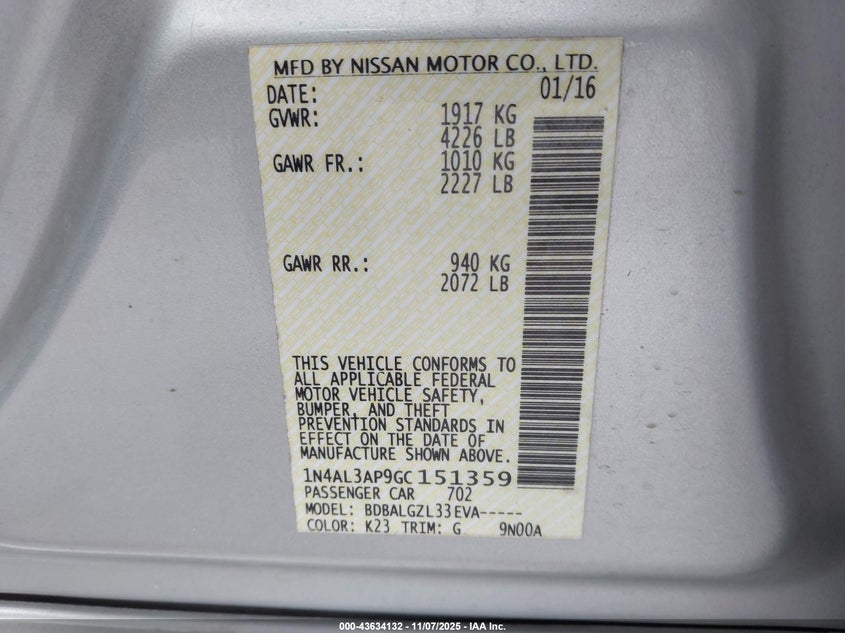 MFD BY NISSAN MOTOR CO., LTD.
DATE: 01/16
GVWR: 1917 KG
4226 LB
GAWR FR.: 1010 KG
2227 LB
GAWR RR.: 940 KG
2072 LB
THIS VEHICLE CONFORMS TO
ALL APPLICABLE FEDERAL
MOTOR VEHICLE SAFETY,
BUMPER, AND THEFT
PREVENTION STANDARDS IN
EFFECT ON THE DATE OF
MANUFACTURE SHOWN ABOVE.
1N4AL3AP9GC151359
PASSENGER CAR 702
MODEL: BDBALGZL33EVA-----
COLOR: K23 TRIM: G 9N00A
000-43634132 - 11/07/2025 - IAA Inc.